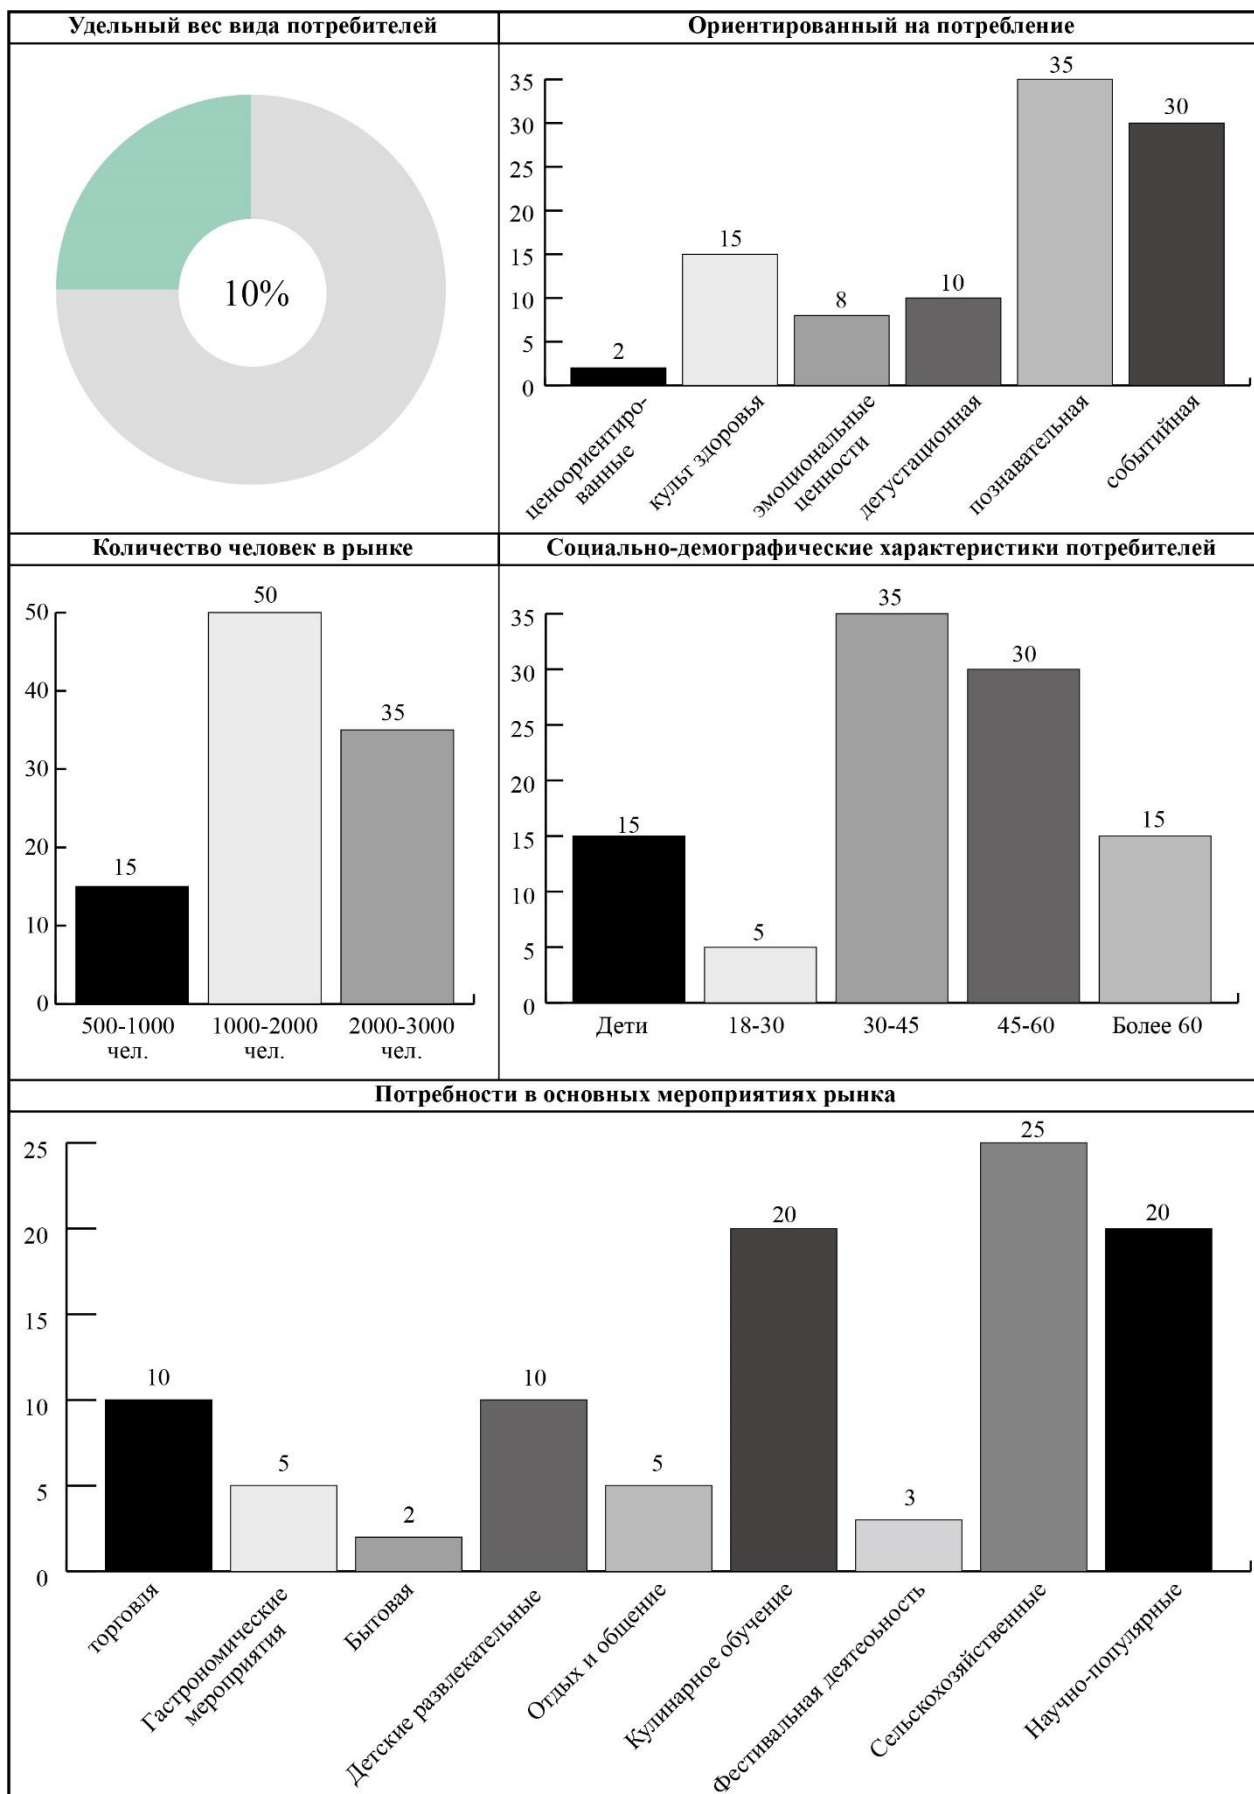 Удельный вес вида потребителей
10%
Ориентированный на потребление
35
30
25
20
15
10
5
0
2
15
8
10
35
30
ценоориентиро-
ванные
культ здоровья
эмоциональные
ценности
дегустационная
познавательная
событийная
Количество человек в рынке
50
40
30
20
10
0
15
50
35
500-1000
чел.
1000-2000
чел.
2000-3000
чел.
Социально-демографические характеристики потребителей
35
30
25
20
15
10
5
0
15
5
35
30
15
Дети
18-30
30-45
45-60
Более 60
Потребности в основных мероприятиях рынка
25
20
15
10
5
0
10
5
2
10
5
20
3
25
20
торговля
Гастрономические
мероприятия
Бытовая
Детские развлекательные
Отдых и общение
Кулинарное обучение
Фестивальная деятеоьность
Сельскохозяйственные
Научно-популярные